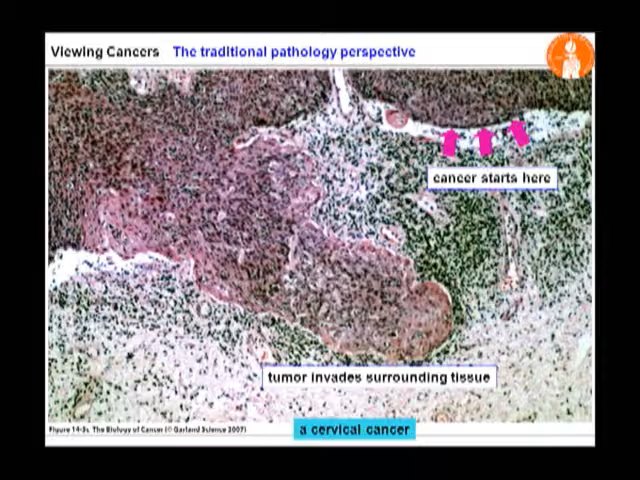 Viewing Cancers The traditional pathology perspective
cancer starts here
tumor invades surrounding tissue
Figure 14-3c The Biology of Cancer (© Garland Science 2007)
a cervical cancer